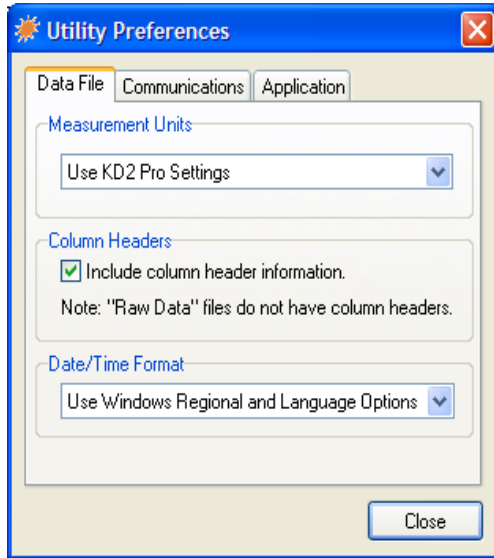 Utility Preferences
Data File Communications Application
Measurement Units
Use KD2 Pro Settings
Column Headers
Include column header information.
Note: "Raw Data" files do not have column headers.
Date/Time Format
Use Windows Regional and Language Options
Close